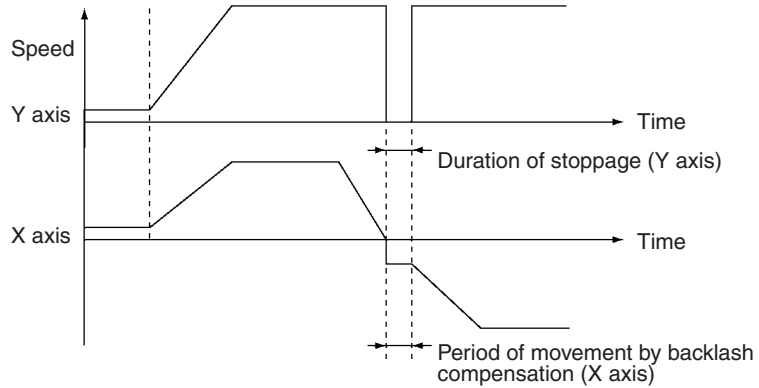 Speed
Y axis
Time
Duration of stoppage (Y axis)
X axis
Time
Period of movement by backlash
compensation (X axis)